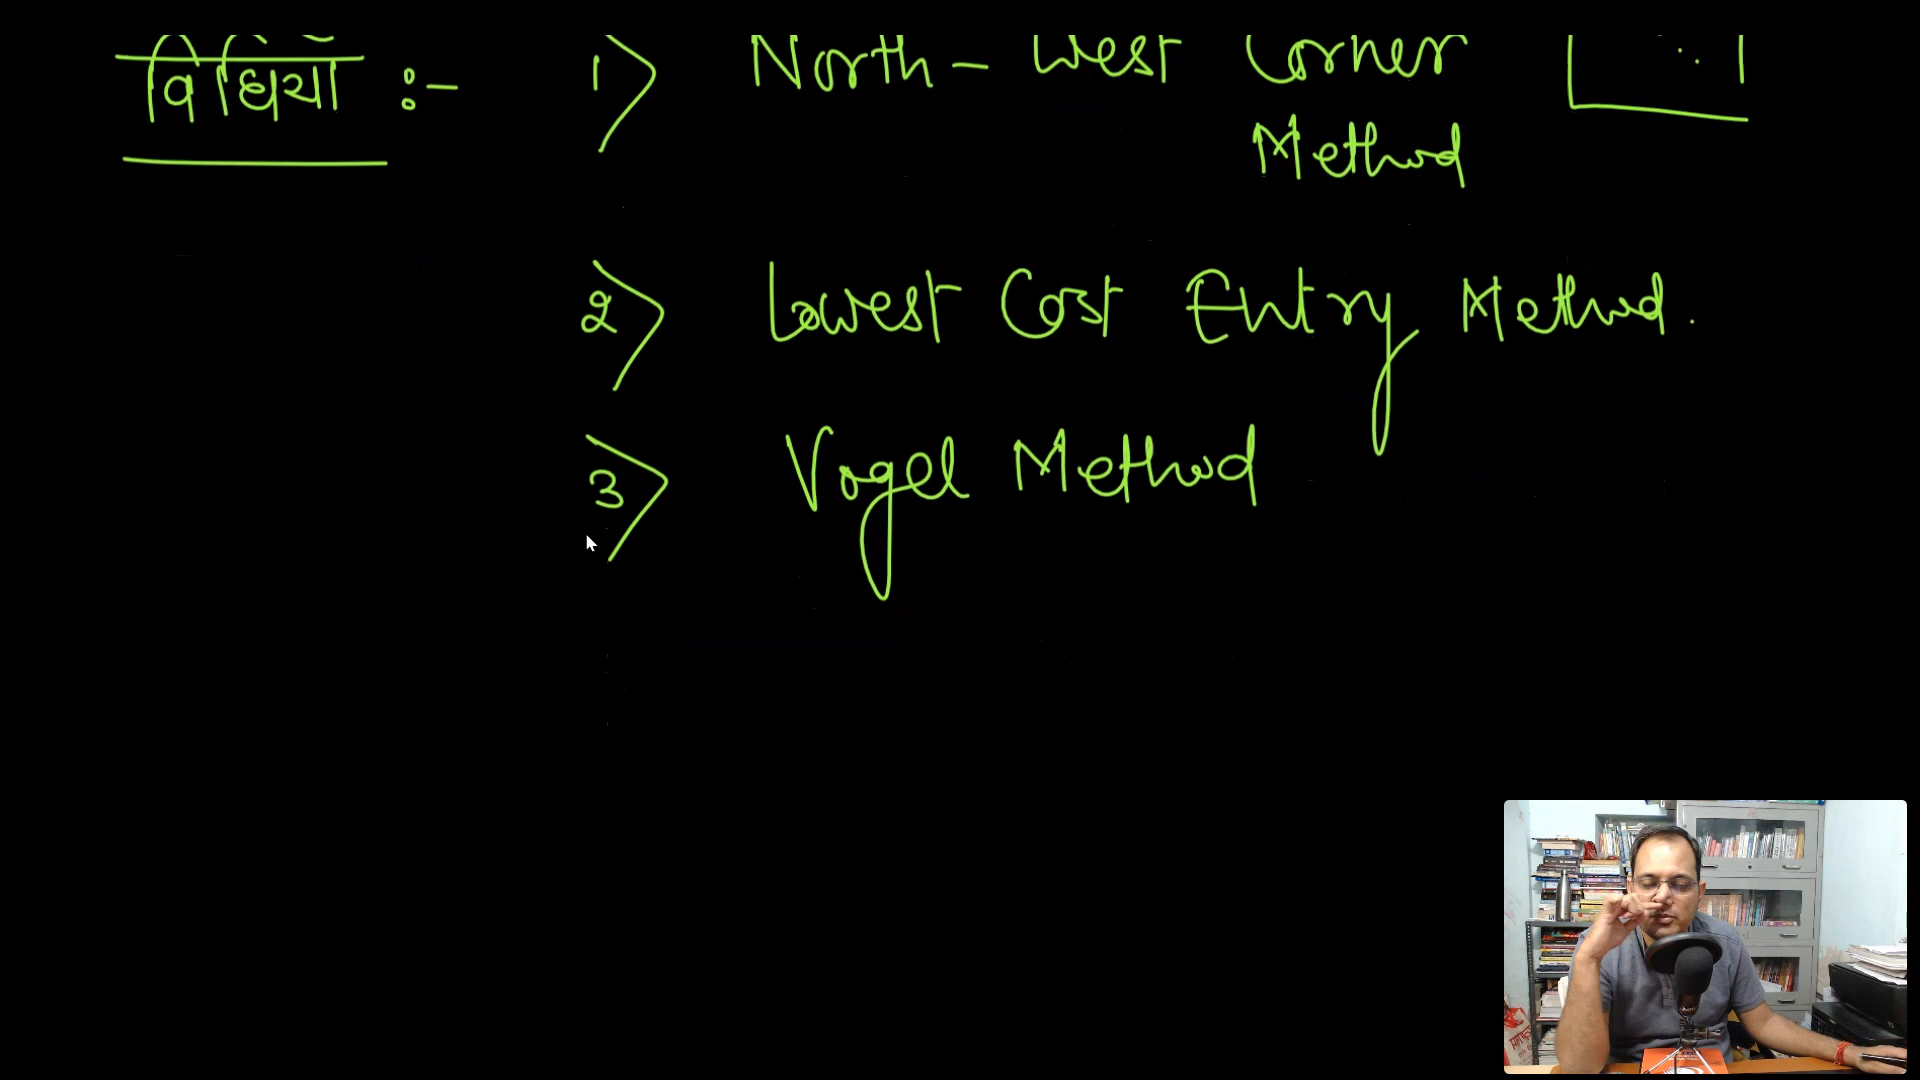 विधियाँ :- 1) North - West Corner
Method
2) Lowest Cost Entry Method.
3) Vogel Method